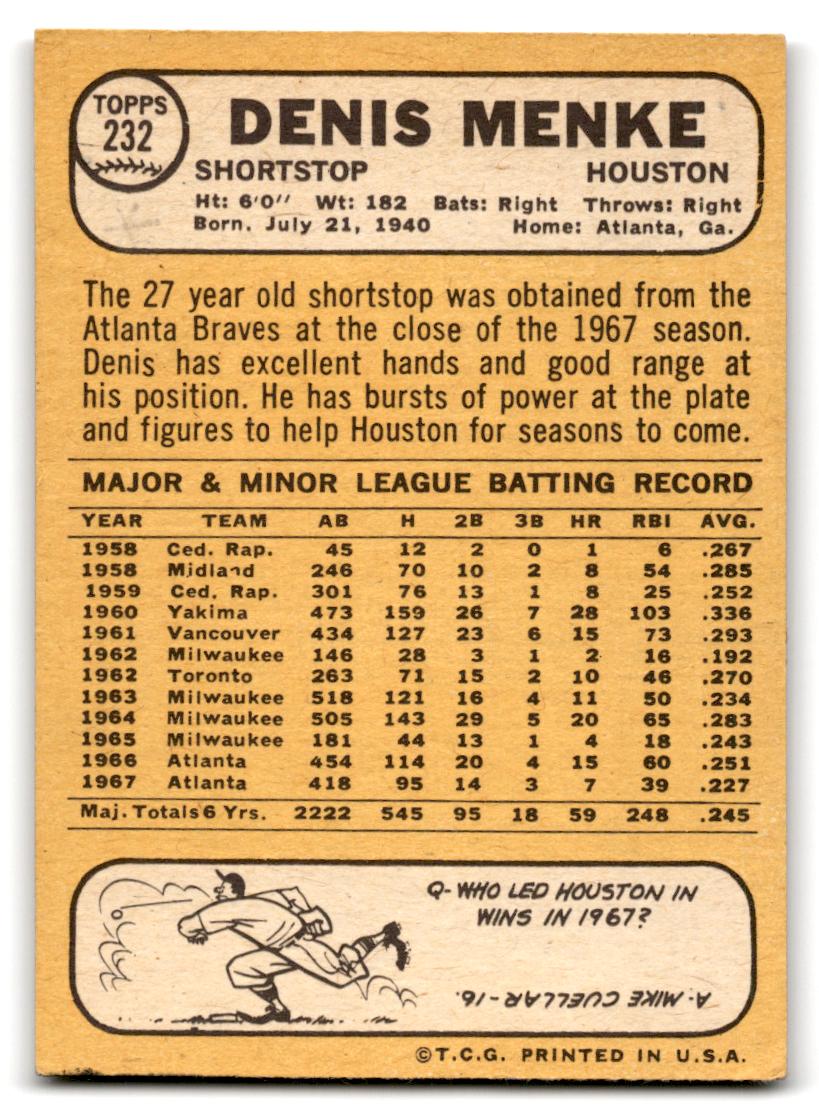 TOPPS
232
DENIS MENKE
SHORTSTOP HOUSTON
Ht: 6'0" Wt: 182 Bats: Right Throws: Right
Born. July 21, 1940 Home: Atlanta, Ga.
The 27 year old shortstop was obtained from the
Atlanta Braves at the close of the 1967 season.
Denis has excellent hands and good range at
his position. He has bursts of power at the plate
and figures to help Houston for seasons to come.
MAJOR & MINOR LEAGUE BATTING RECORD
YEAR TEAM AB H 2B 3B HR RBI AVG.
1958 Ced. Rap. 45 12 2 0 1 6 .267
1958 Midland 246 70 10 2 8 54 .285
1959 Ced. Rap. 301 76 13 1 8 25 .252
1960 Yakima 473 159 26 7 28 103 .336
1961 Vancouver 434 127 23 6 15 73 .293
1962 Milwaukee 146 28 3 1 2 16 .192
1962 Toronto 263 71 15 2 10 46 .270
1963 Milwaukee 518 121 16 4 11 50 .234
1964 Milwaukee 505 143 29 5 20 65 .283
1965 Milwaukee 181 44 13 1 4 18 .243
1966 Atlanta 454 114 20 4 15 60 .251
1967 Atlanta 418 95 14 3 7 39 .227
Maj. Totals 6 Yrs. 2222 545 95 18 59 248 .245
Q- WHO LED HOUSTON IN
WINS IN 1967?
A. MIKE CUELLAR-16.
©T.C.G. PRINTED IN U.S.A.